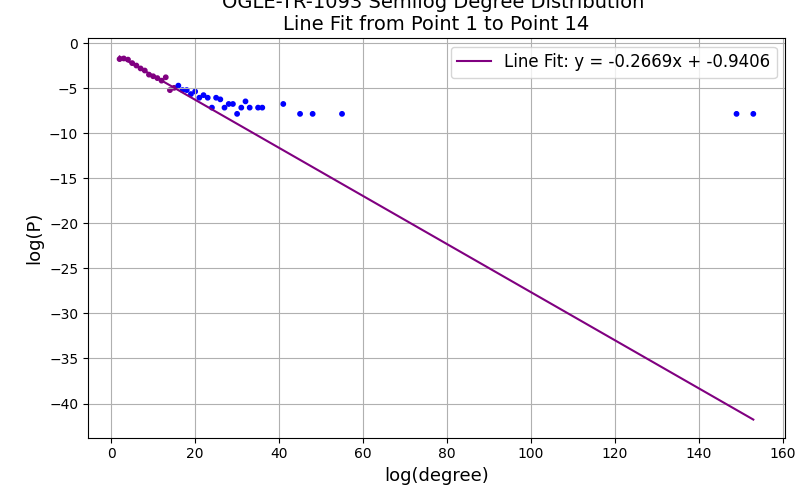 OGLE-TR-1093 Semilog Degree Distribution
Line Fit from Point 1 to Point 14
Line Fit: y = -0.2669x + -0.9406
log(P)
0
−5
−10
−15
−20
−25
−30
−35
−40
0 20 40 60 80 100 120 140 160
log(degree)